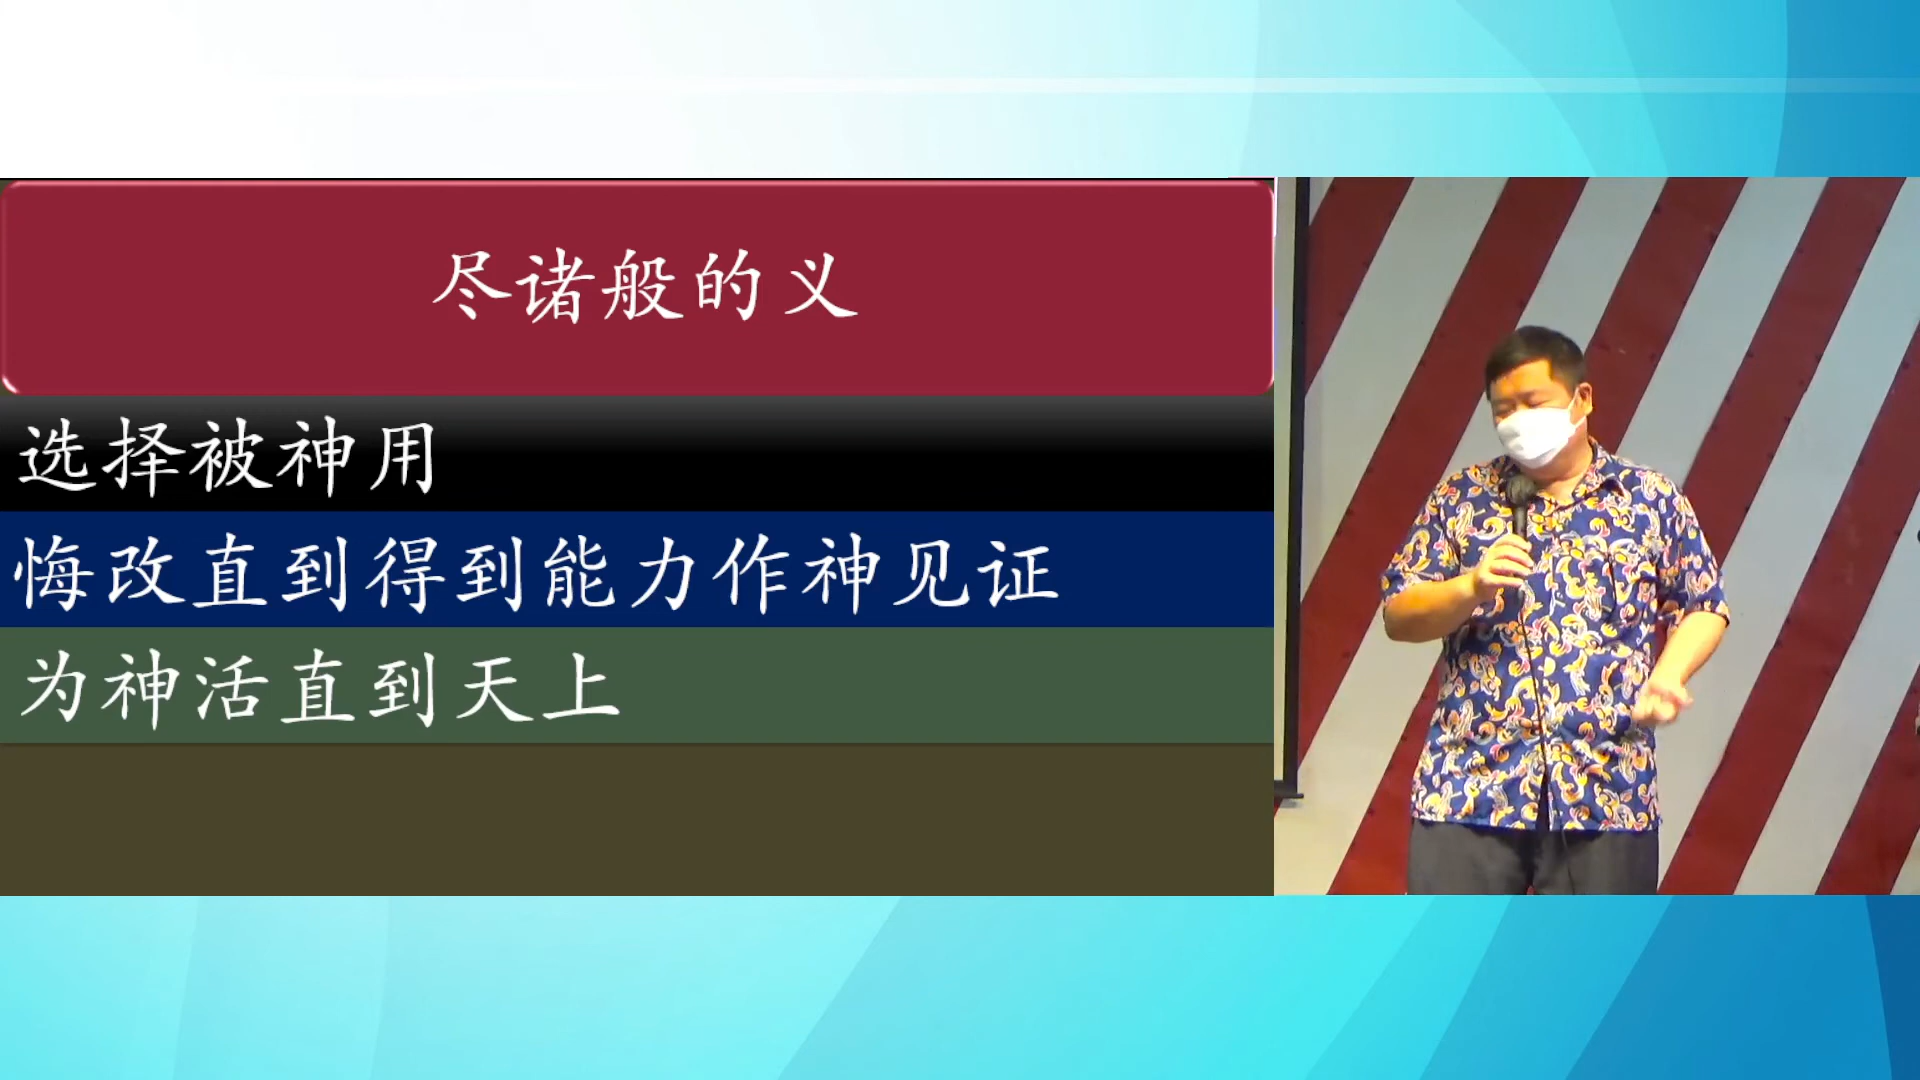 尽诸般的义
选择被神用
悔改直到得到能力作神见证
为神活直到天上